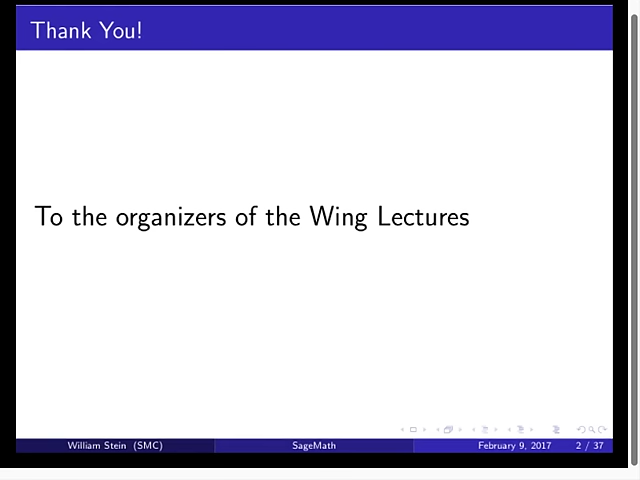 Thank You!
To the organizers of the Wing Lectures
William Stein (SMC) SageMath February 9, 2017 2 / 37